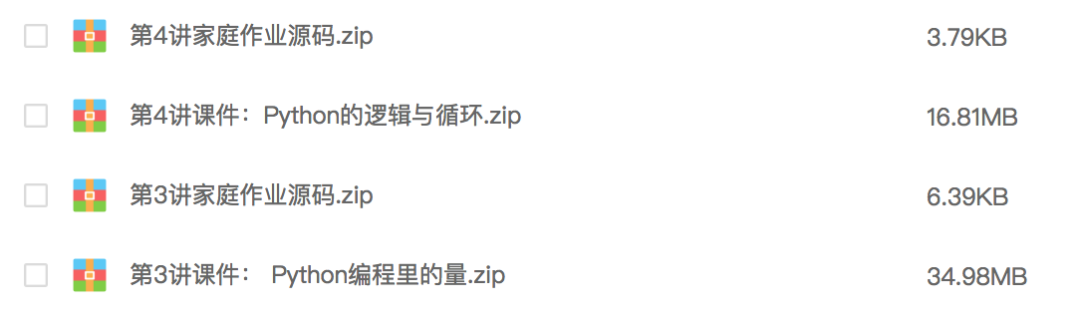 第4讲家庭作业源码.zip 3.79KB
第4讲课件：Python的逻辑与循环.zip 16.81MB
第3讲家庭作业源码.zip 6.39KB
第3讲课件： Python编程里的量.zip 34.98MB